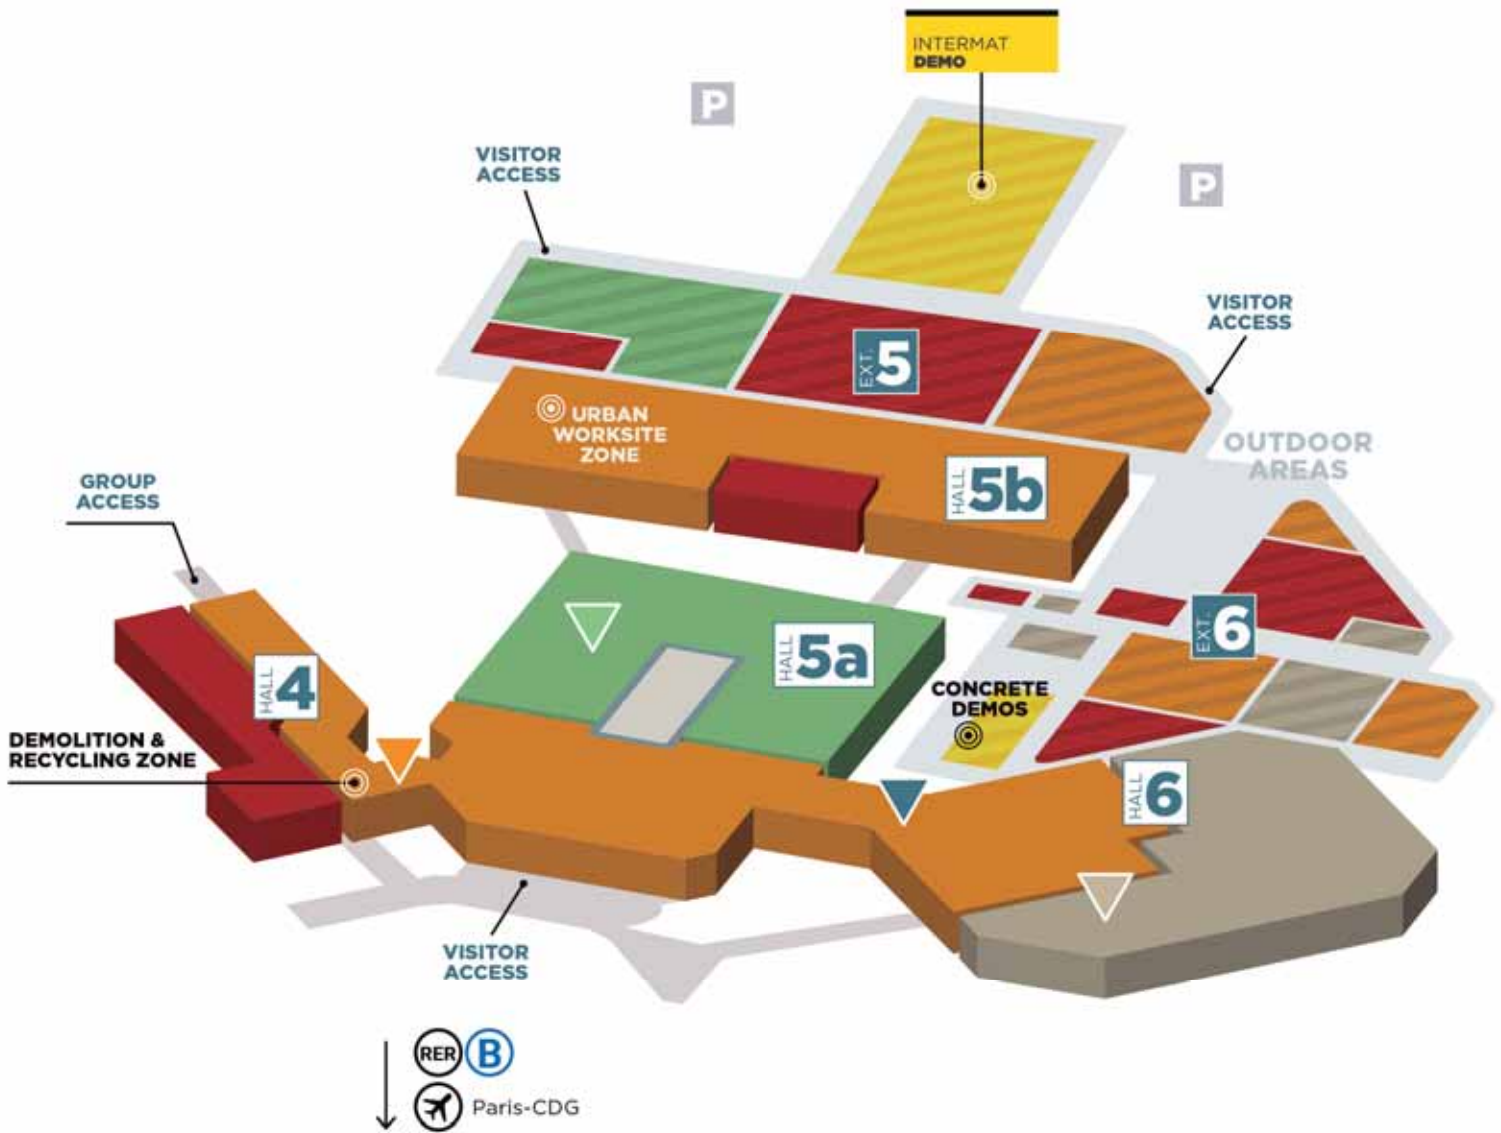 INTERMAT
DEMO
P
VISITOR
ACCESS
P
VISITOR
ACCESS
EXT.
5
URBAN
WORKSITE
ZONE
OUTDOOR
AREAS
HALL
5b
GROUP
ACCESS
EXT.
6
HALL
5a
HALL
4
CONCRETE
DEMOS
DEMOLITION &
RECYCLING ZONE
HALL
6
VISITOR
ACCESS
RER B
Paris-CDG